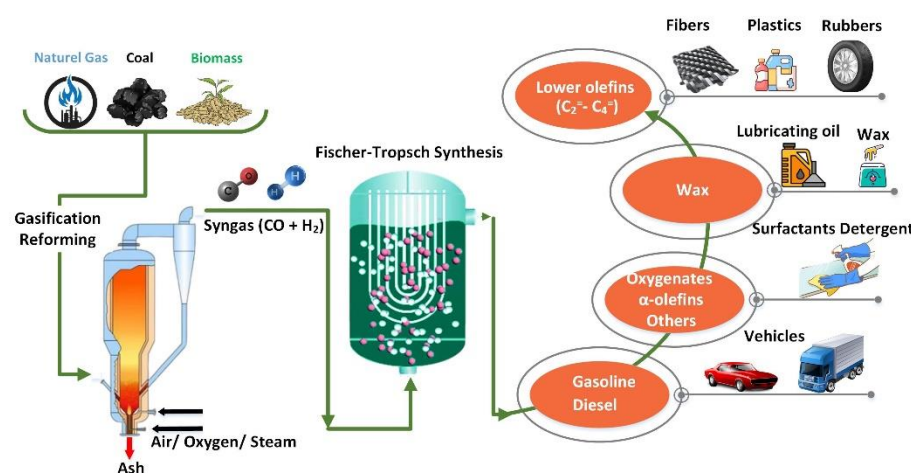 Naturel Gas
Coal
Biomass
Gasification
Reforming
Air/ Oxygen/ Steam
Ash
C
O
H
H
Syngas (CO + H₂)
Fischer-Tropsch Synthesis
Fibers
Plastics
Rubbers
Lower olefins
(C₂⁼- C₄⁼)
Lubricating oil
Wax
Wax
Surfactants Detergent
Oxygenates
α-olefins
Others
Vehicles
Gasoline
Diesel